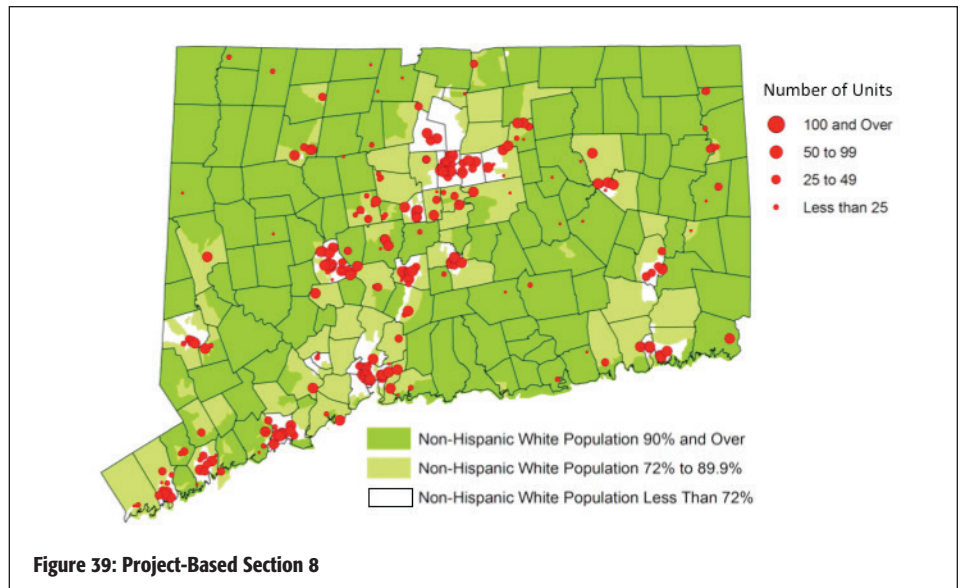 Number of Units
100 and Over
50 to 99
25 to 49
Less than 25
Non-Hispanic White Population 90% and Over
Non-Hispanic White Population 72% to 89.9%
Non-Hispanic White Population Less Than 72%
Figure 39: Project-Based Section 8